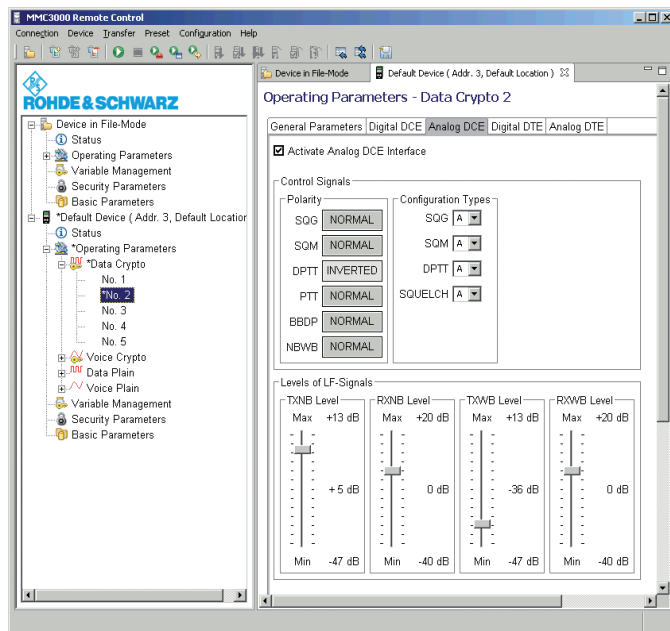 MMC3000 Remote Control
Connection Device Transfer Preset Configuration Help
ROHDE & SCHWARZ
Device in File-Mode
Status
Operating Parameters
Variable Management
Security Parameters
Basic Parameters
*Default Device ( Addr. 3, Default Location
Status
*Operating Parameters
*Data Crypto
No. 1
*No. 2
No. 3
No. 4
No. 5
Voice Crypto
Data Plain
Voice Plain
Variable Management
Security Parameters
Basic Parameters
Device in File-Mode
Default Device ( Addr. 3, Default Location )
Operating Parameters - Data Crypto 2
General Parameters Digital DCE Analog DCE Digital DTE Analog DTE
Activate Analog DCE Interface
Control Signals
Polarity
SQG NORMAL
SQM NORMAL
DPTT INVERTED
PTT NORMAL
BBDP NORMAL
NBWB NORMAL
Configuration Types
SQG A
SQM A
DPTT A
SQUELCH A
Levels of LF-Signals
TXNB Level
Max +13 dB
+ 5 dB
Min -47 dB
RXNB Level
Max +20 dB
0 dB
Min -40 dB
TXWB Level
Max +13 dB
-36 dB
Min -47 dB
RXWB Level
Max +20 dB
0 dB
Min -40 dB